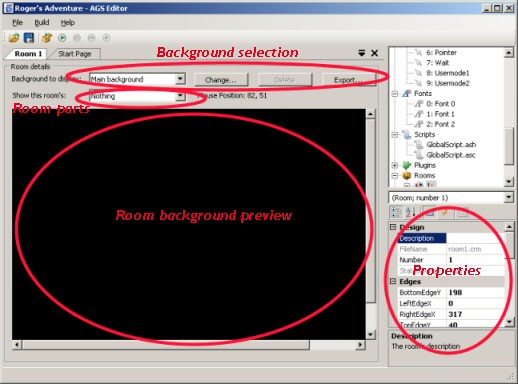 Roger's Adventure - AGS Editor
File Build Help
Room 1 Start Page
Background selection
Room details
Background to display: Main background Change... Delete Export...
Show this room's: Nothing Mouse Position: 82, 51
Room parts
Room background preview
6: Pointer
7: Wait
8: Usermode1
9: Usermode2
Fonts
0: Font 0
1: Font 1
2: Font 2
Scripts
GlobalScript.ash
GlobalScript.asc
Plugins
Rooms
(Room; number 1)
Design
Description
FileName room1.crm
Number 1
Properties
Edges
BottomEdgeY 198
LeftEdgeX 0
RightEdgeX 317
TopEdgeY 40
Description
The room's description